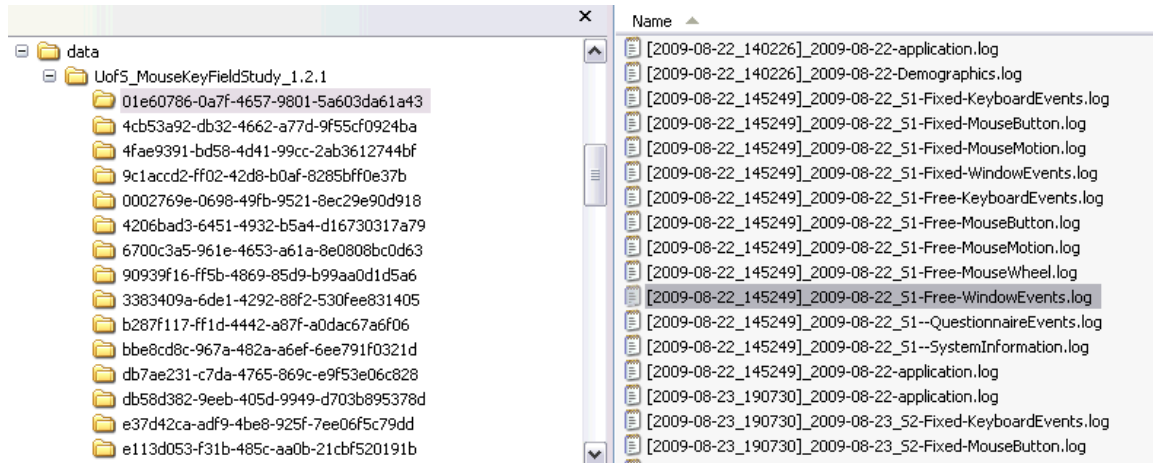 data
UofS_MouseKeyFieldStudy_1.2.1
01e60786-0a7f-4657-9801-5a603da61a43
4cb53a92-db32-4662-a77d-9f55cf0924ba
4fae9391-bd58-4d41-99cc-2ab3612744bf
9c1accd2-ff02-42d8-b0af-8285bff0e37b
0002769e-0698-49fb-9521-8ec29e90d918
4206bad3-6451-4932-b5a4-d16730317a79
6700c3a5-961e-4653-a61a-8e0808bc0d63
90939f16-ff5b-4869-85d9-b99aa0d1d5a6
3383409a-6de1-4292-88f2-530fee831405
b287f117-ff1d-4442-a87f-a0dac67a6f06
bbe8cd8c-967a-482a-a6ef-6ee791f0321d
db7ae231-c7da-4765-869c-e9f53e06c828
db58d382-9eeb-405d-9949-d703b895378d
e37d42ca-adf9-4be8-925f-7ee06f5c79dd
e113d053-f31b-485c-aa0b-21cbf520191b
Name
[2009-08-22_140226]_2009-08-22-application.log
[2009-08-22_140226]_2009-08-22-Demographics.log
[2009-08-22_145249]_2009-08-22_S1-Fixed-KeyboardEvents.log
[2009-08-22_145249]_2009-08-22_S1-Fixed-MouseButton.log
[2009-08-22_145249]_2009-08-22_S1-Fixed-MouseMotion.log
[2009-08-22_145249]_2009-08-22_S1-Fixed-WindowEvents.log
[2009-08-22_145249]_2009-08-22_S1-Free-KeyboardEvents.log
[2009-08-22_145249]_2009-08-22_S1-Free-MouseButton.log
[2009-08-22_145249]_2009-08-22_S1-Free-MouseMotion.log
[2009-08-22_145249]_2009-08-22_S1-Free-MouseWheel.log
[2009-08-22_145249]_2009-08-22_S1-Free-WindowEvents.log
[2009-08-22_145249]_2009-08-22_S1--QuestionnaireEvents.log
[2009-08-22_145249]_2009-08-22_S1--SystemInformation.log
[2009-08-22_145249]_2009-08-22-application.log
[2009-08-23_190730]_2009-08-22-application.log
[2009-08-23_190730]_2009-08-23_S2-Fixed-KeyboardEvents.log
[2009-08-23_190730]_2009-08-23_S2-Fixed-MouseButton.log